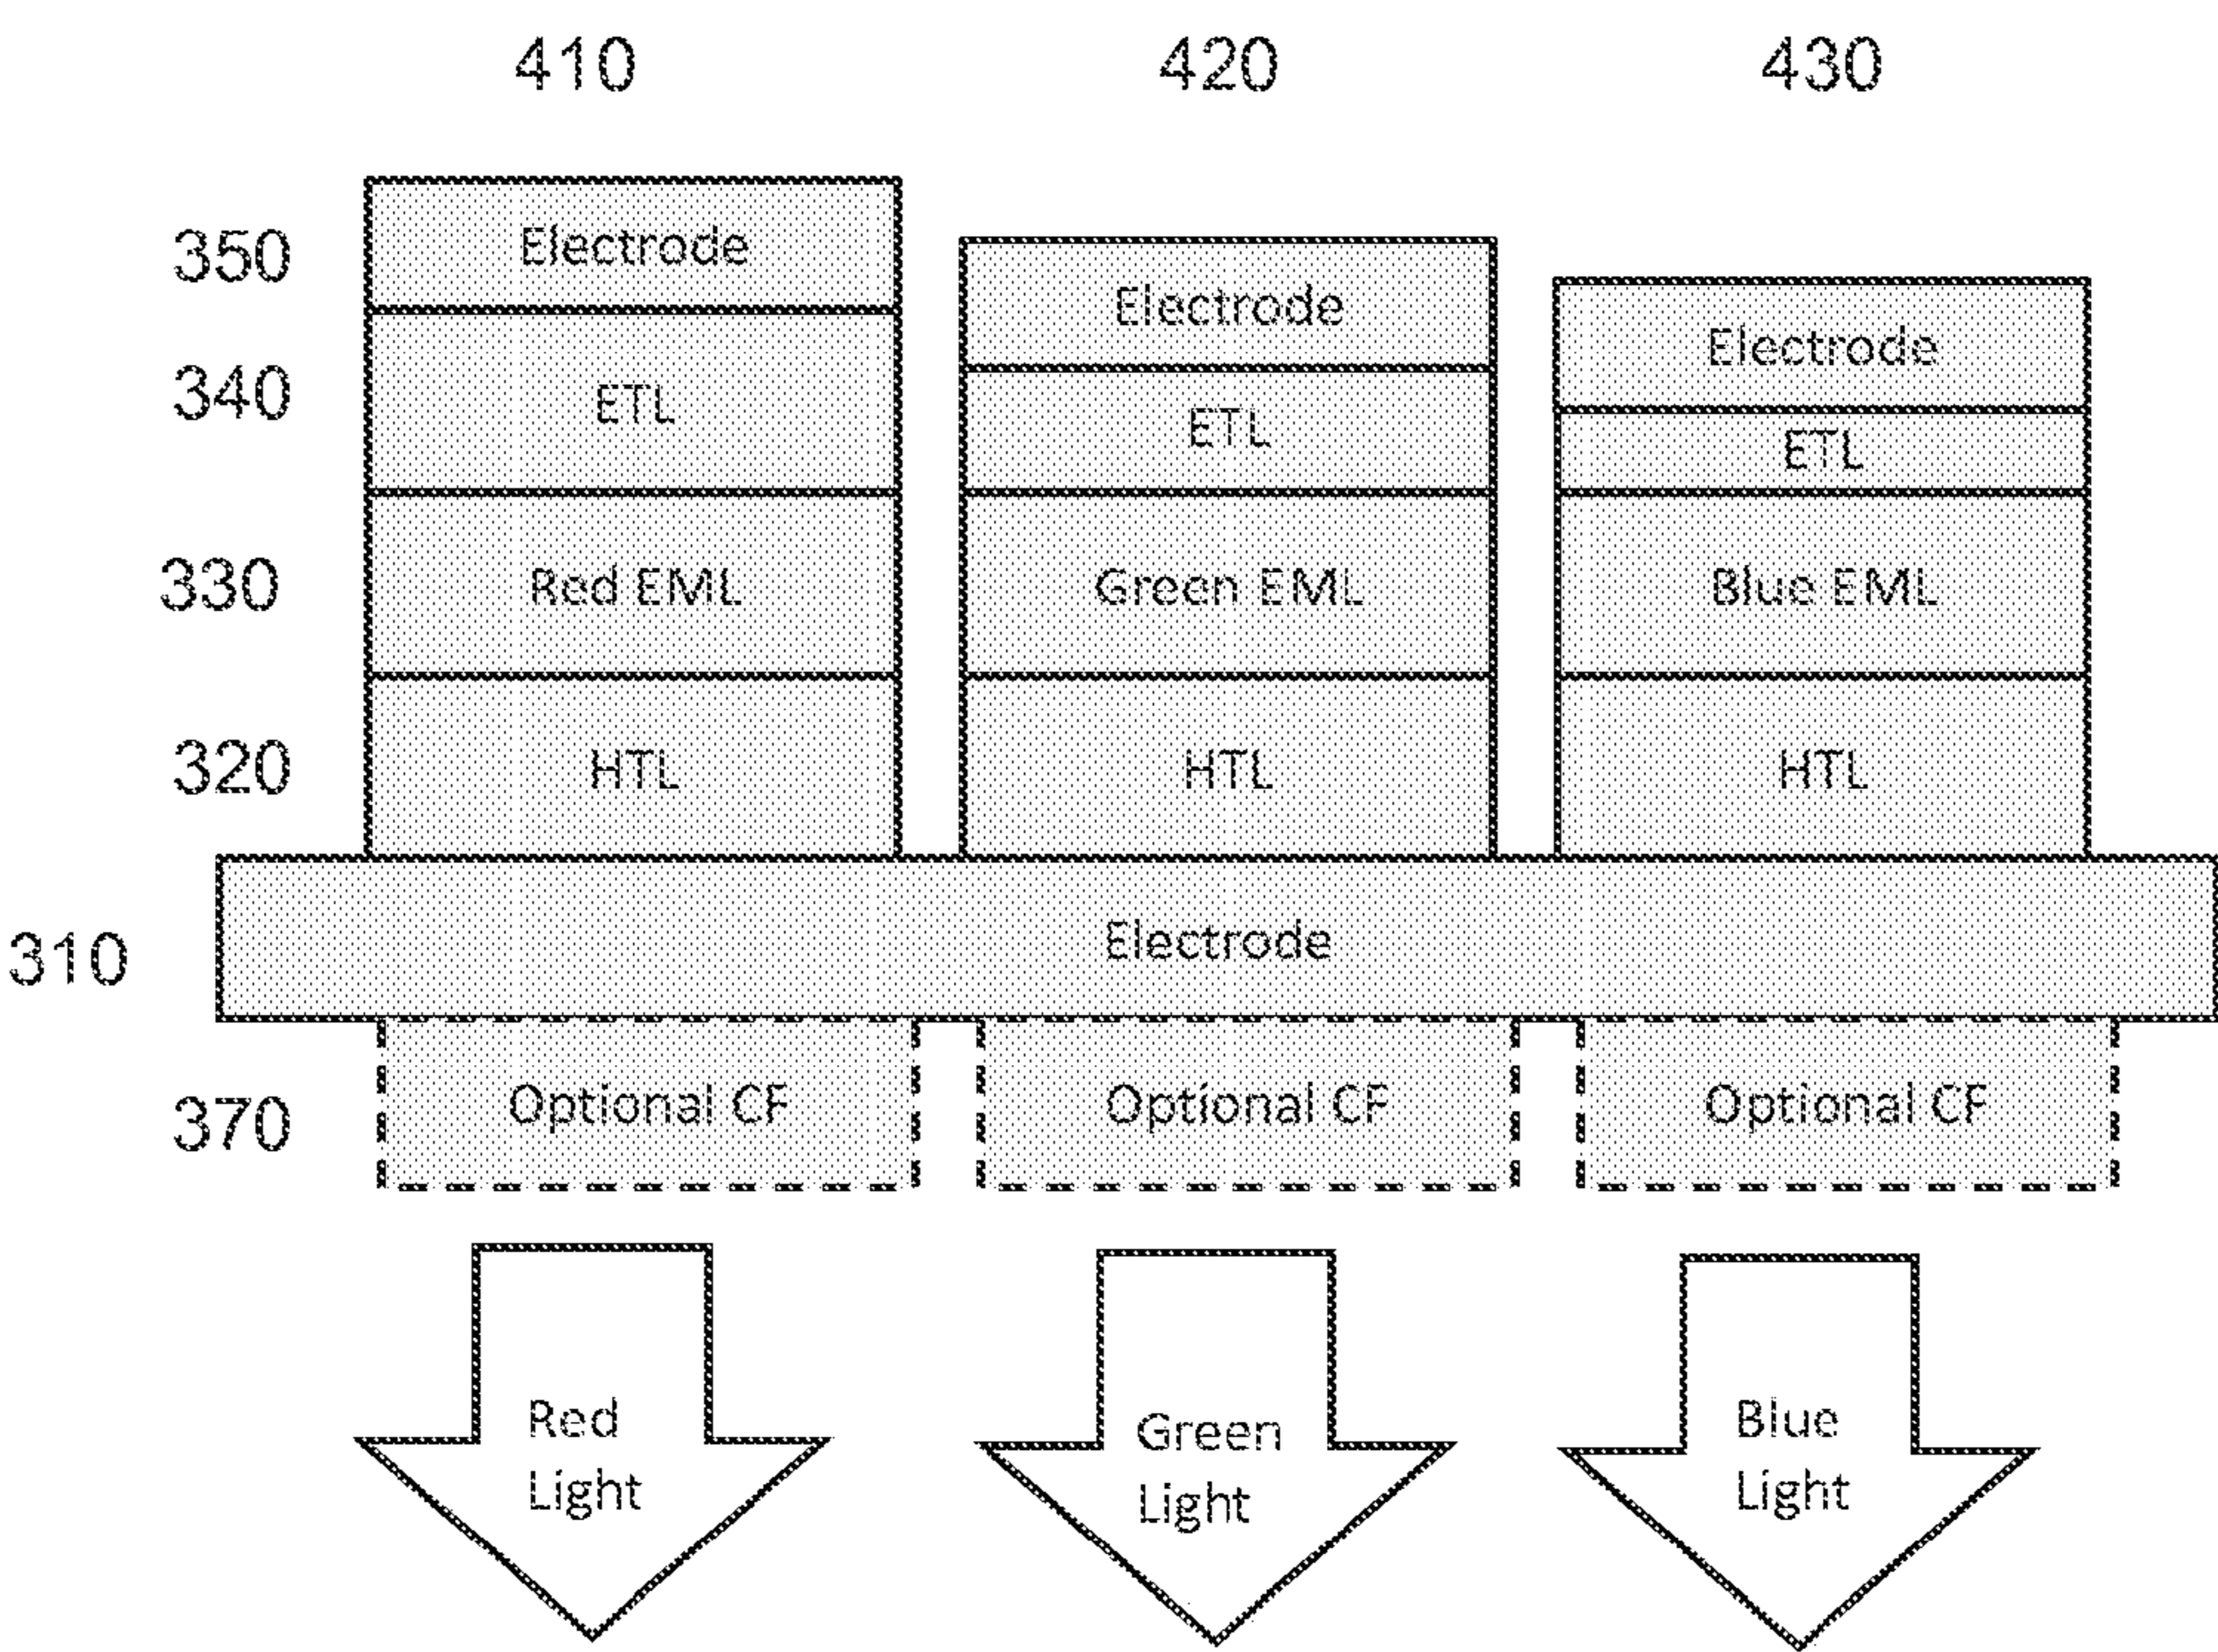 410 420 430
350 Electrode Electrode Electrode
340 ETL ETL ETL
330 Red EML Green EML Blue EML
320 HTL HTL HTL
310 Electrode
370 Optional CF Optional CF Optional CF
Red Green Blue
Light Light Light